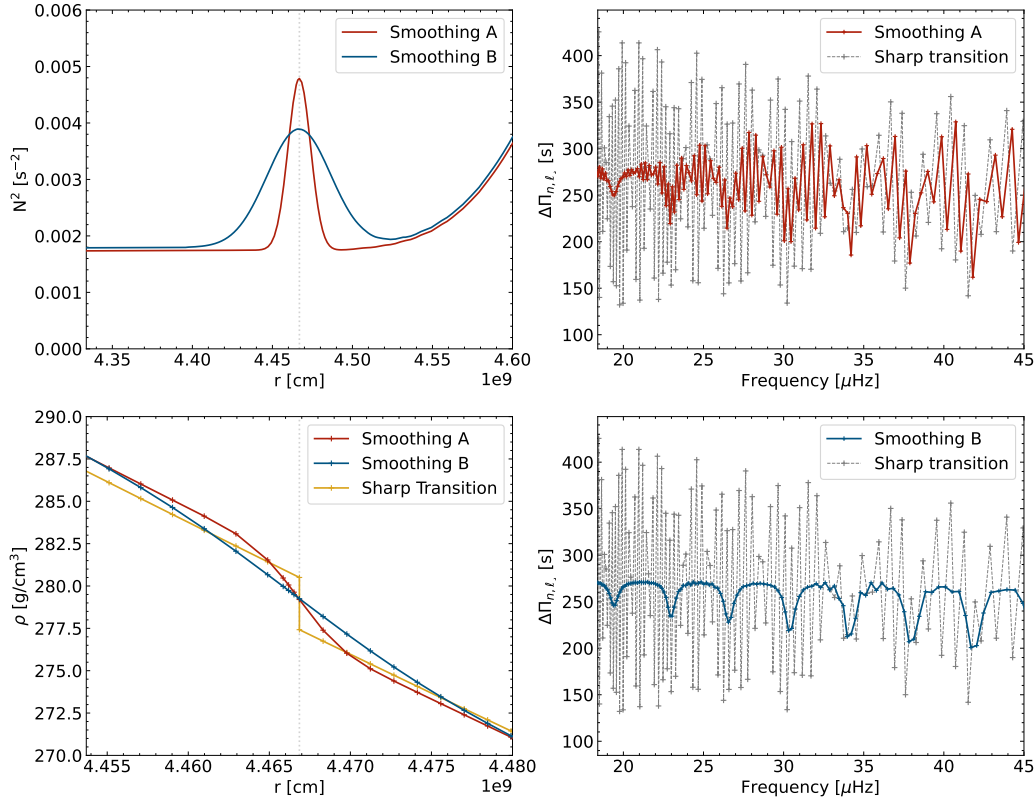 0.006
0.005
0.004
0.003
0.002
0.001
0.000
N² [s⁻²]
4.35 4.40 4.45 4.50 4.55 4.60
r [cm]
1e9
Smoothing A
Smoothing B
400
350
300
250
200
150
100
ΔΠₙ,ℓ, [s]
20 25 30 35 40 45
Frequency [μHz]
Smoothing A
Sharp transition
290.0
287.5
285.0
282.5
280.0
277.5
275.0
272.5
270.0
ρ [g/cm³]
4.455 4.460 4.465 4.470 4.475 4.480
r [cm]
1e9
Smoothing A
Smoothing B
Sharp Transition
400
350
300
250
200
150
100
ΔΠₙ,ℓ, [s]
20 25 30 35 40 45
Frequency [μHz]
Smoothing B
Sharp transition